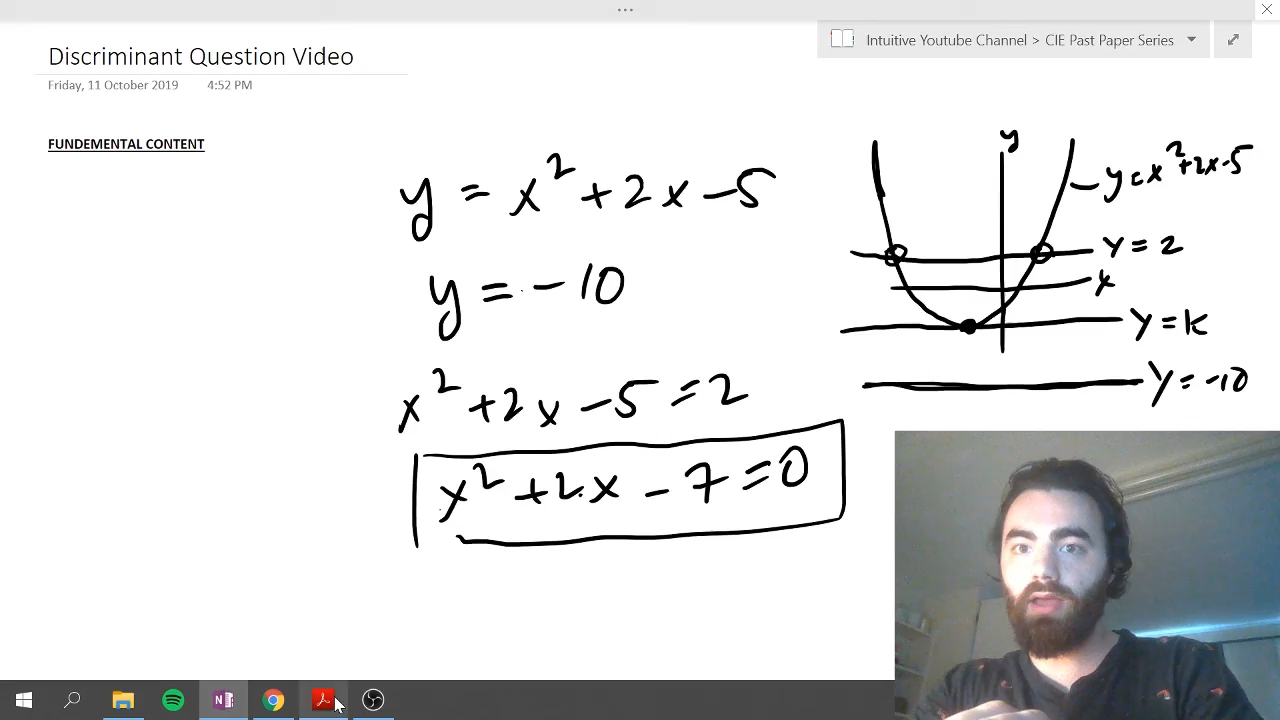 Discriminant Question Video
Friday, 11 October 2019 4:52 PM
Intuitive Youtube Channel > CIE Past Paper Series
FUNDEMENTAL CONTENT
y = x² + 2x - 5
y = -10
x² + 2x - 5 = 2
x² + 2x - 7 = 0
y
y = x² + 2x - 5
y = 2
x
y = k
y = -10